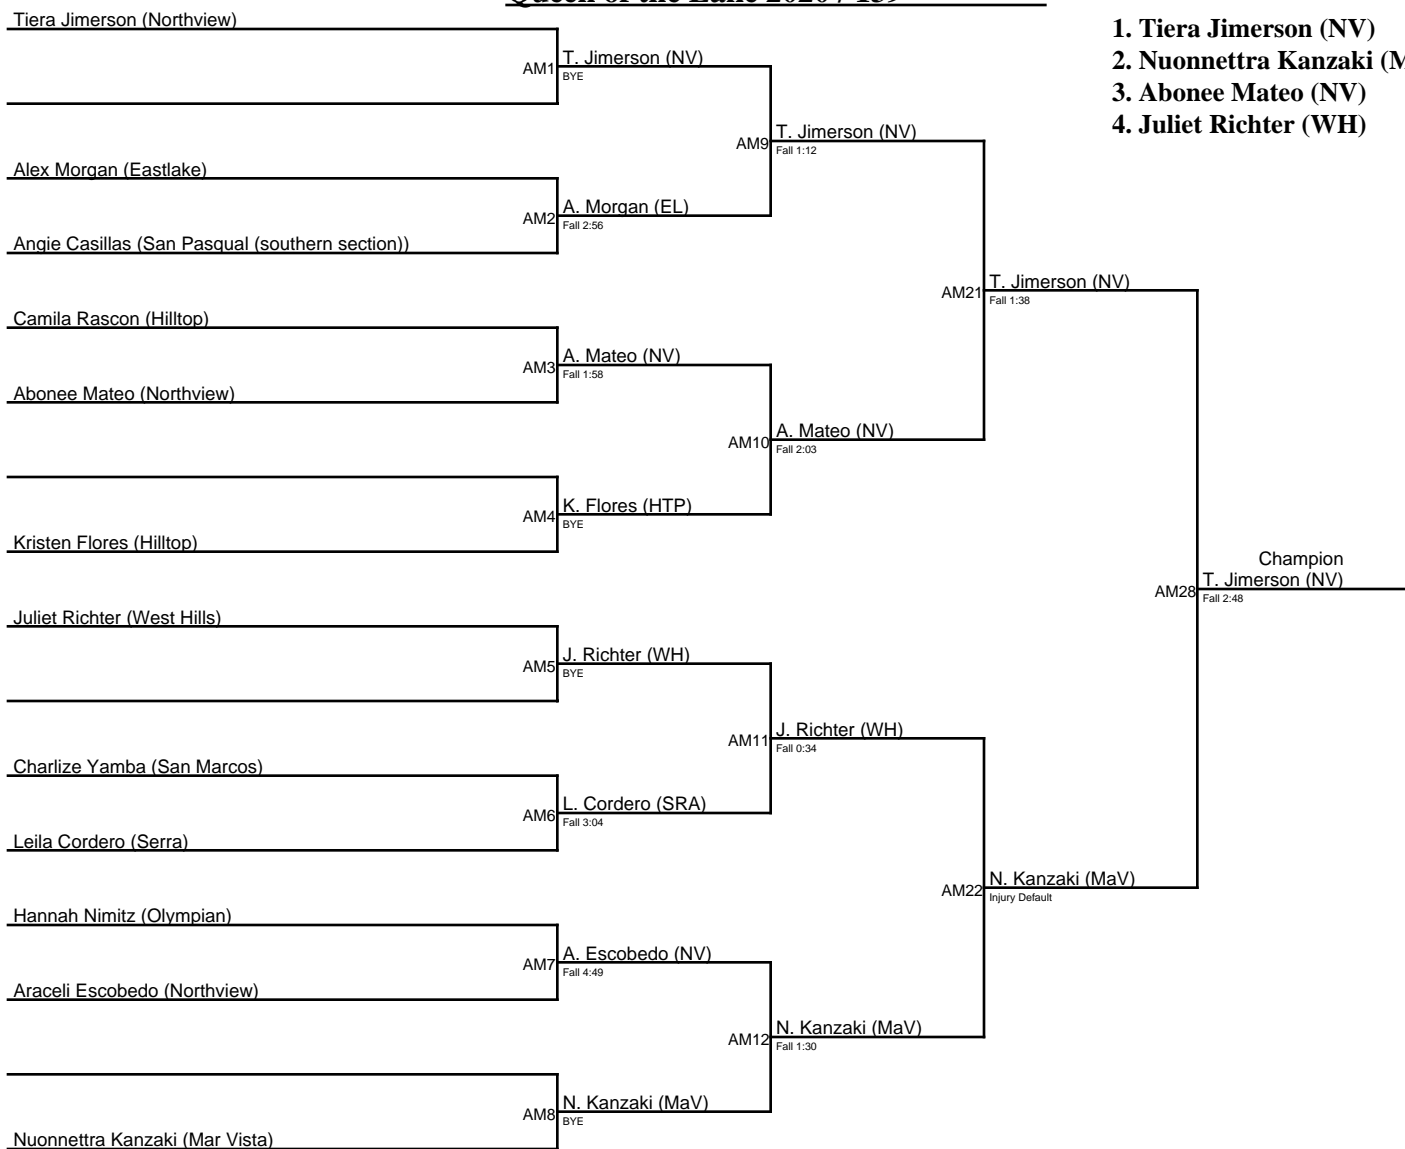 Queen of the Lane 2020 / 139
1. Tiera Jimerson (NV)
2. Nuonnettra Kanzaki (M
3. Abonee Mateo (NV)
4. Juliet Richter (WH)
Tiera Jimerson (Northview)
AM1 T. Jimerson (NV)
BYE
AM9 T. Jimerson (NV)
Fall 1:12
Alex Morgan (Eastlake)
AM2 A. Morgan (EL)
Fall 2:56
Angie Casillas (San Pasqual (southern section))
AM21 T. Jimerson (NV)
Fall 1:38
Camila Rascon (Hilltop)
AM3 A. Mateo (NV)
Fall 1:58
Abonee Mateo (Northview)
AM10 A. Mateo (NV)
Fall 2:03
AM4 K. Flores (HTP)
BYE
Kristen Flores (Hilltop)
Champion
AM28 T. Jimerson (NV)
Fall 2:48
Juliet Richter (West Hills)
AM5 J. Richter (WH)
BYE
AM11 J. Richter (WH)
Fall 0:34
Charlize Yamba (San Marcos)
AM6 L. Cordero (SRA)
Fall 3:04
Leila Cordero (Serra)
AM22 N. Kanzaki (MaV)
Injury Default
Hannah Nimitz (Olympian)
AM7 A. Escobedo (NV)
Fall 4:49
Araceli Escobedo (Northview)
AM12 N. Kanzaki (MaV)
Fall 1:30
AM8 N. Kanzaki (MaV)
BYE
Nuonnettra Kanzaki (Mar Vista)